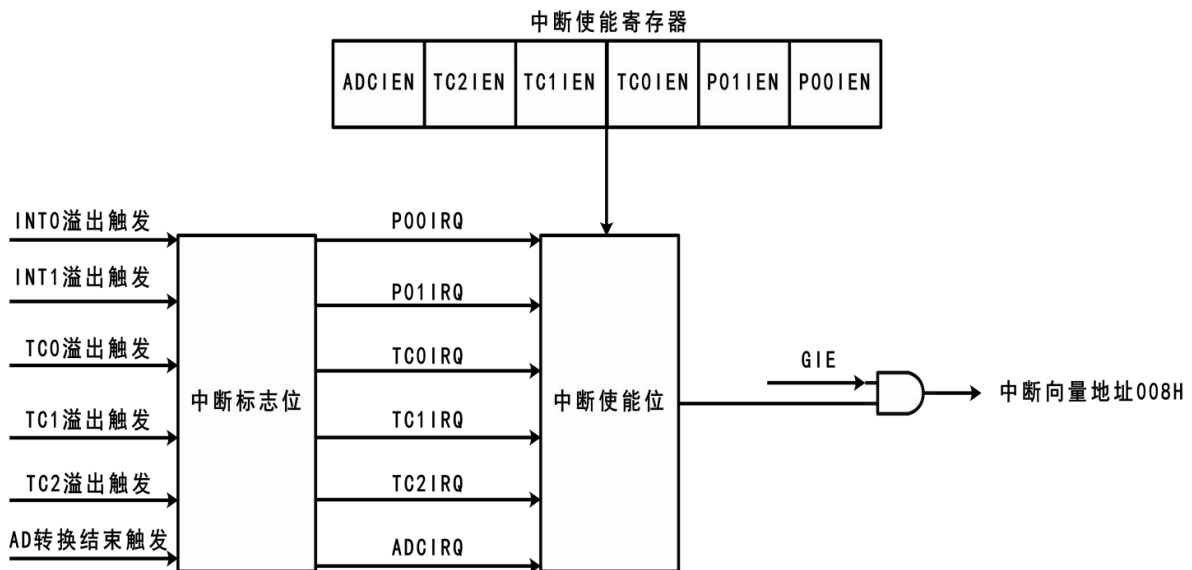 中断使能寄存器
ADCIEN TC2IEN TC1IEN TC0IEN P01IEN P00IEN
INT0溢出触发 P00IRQ
INT1溢出触发 P01IRQ
TC0溢出触发 TC0IRQ
GIE
中断标志位 中断使能位 中断向量地址008H
TC1溢出触发 TC1IRQ
TC2溢出触发 TC2IRQ
AD转换结束触发 ADCIRQ